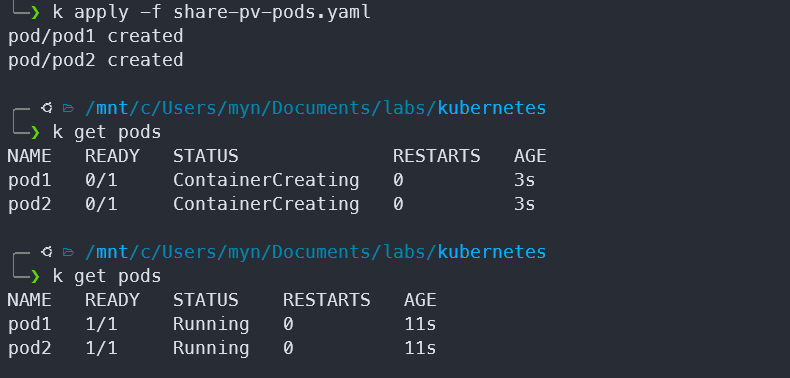 ❯ k apply -f share-pv-pods.yaml
pod/pod1 created
pod/pod2 created
/mnt/c/Users/myn/Documents/labs/kubernetes
❯ k get pods
NAME   READY   STATUS              RESTARTS   AGE
pod1   0/1     ContainerCreating   0          3s
pod2   0/1     ContainerCreating   0          3s
/mnt/c/Users/myn/Documents/labs/kubernetes
❯ k get pods
NAME   READY   STATUS    RESTARTS   AGE
pod1   1/1     Running   0          11s
pod2   1/1     Running   0          11s